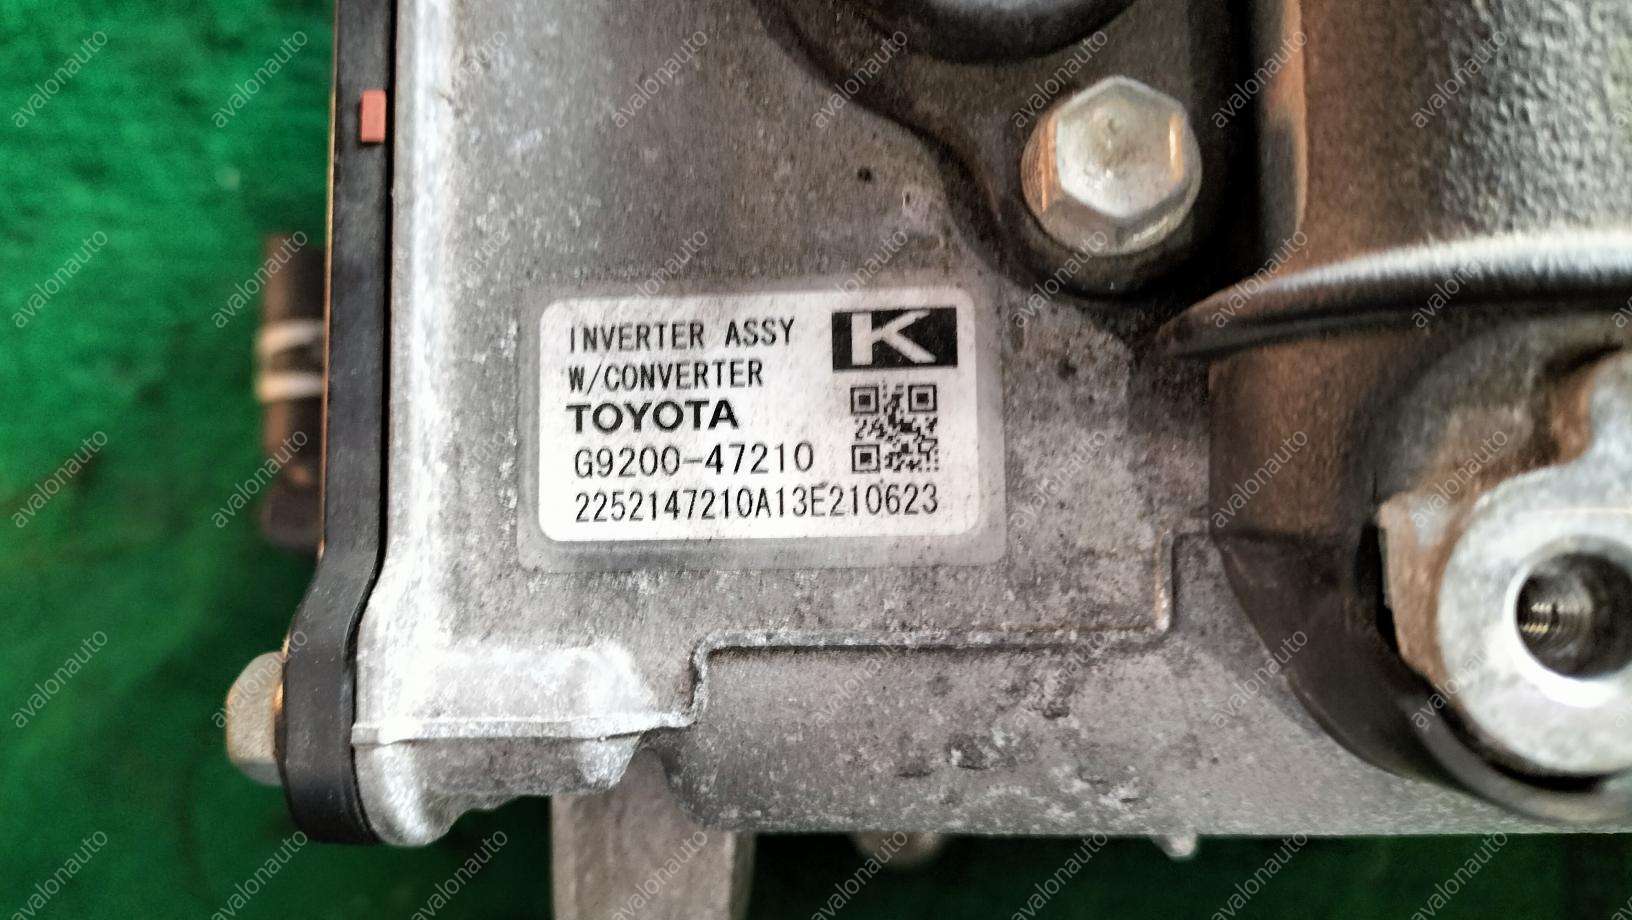 INVERTER ASSY
K
W/CONVERTER
TOYOTA
G9200-47210
2252147210A13E210623
avalonauto